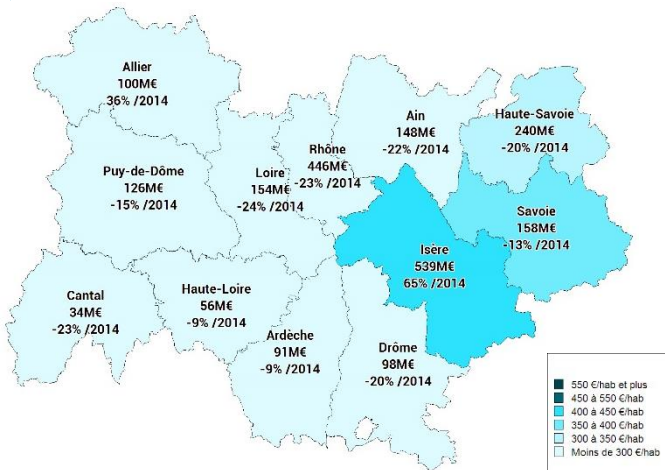 Allier
100M€
36% /2014
Ain
148M€
-22% /2014
Haute-Savoie
240M€
-20% /2014
Rhône
446M€
-23% /2014
Puy-de-Dôme
126M€
-15% /2014
Loire
154M€
-24% /2014
Savoie
158M€
-13% /2014
Isère
539M€
65% /2014
Cantal
34M€
-23% /2014
Haute-Loire
56M€
-9% /2014
Ardèche
91M€
-9% /2014
Drôme
98M€
-20% /2014
550 €/hab et plus
450 à 550 €/hab
400 à 450€/hab
350 à 400€/hab
300 à 350 €/hab
Moins de 300 €/hab